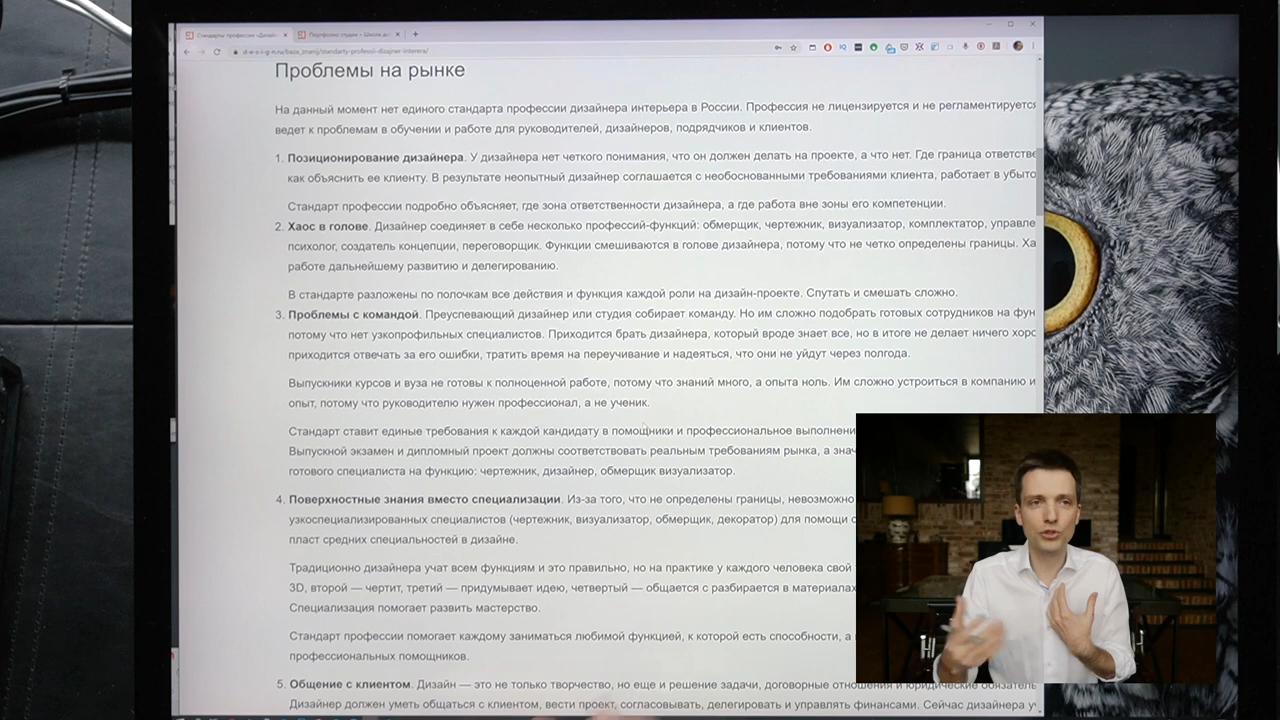 Стандарты профессии «Дизайн
Портфолио студии – Школа ди
d-e-s-i-g-n.ru/baza_znanij/standarty-professii-dizajner-interera/
Проблемы на рынке
На данный момент нет единого стандарта профессии дизайнера интерьера в России. Профессия не лицензируется и не регламентируется
ведет к проблемам в обучении и работе для руководителей, дизайнеров, подрядчиков и клиентов.
1. Позиционирование дизайнера. У дизайнера нет четкого понимания, что он должен делать на проекте, а что нет. Где граница ответстве
как объяснить ее клиенту. В результате неопытный дизайнер соглашается с необоснованными требованиями клиента, работает в убыто
Стандарт профессии подробно объясняет, где зона ответственности дизайнера, а где работа вне зоны его компетенции.
2. Хаос в голове. Дизайнер соединяет в себе несколько профессий-функций: обмерщик, чертежник, визуализатор, комплектатор, управле
психолог, создатель концепции, переговорщик. Функции смешиваются в голове дизайнера, потому что не четко определены границы. Ха
работе дальнейшему развитию и делегированию.
В стандарте разложены по полочкам все действия и функция каждой роли на дизайн-проекте. Спутать и смешать сложно.
3. Проблемы с командой. Преуспевающий дизайнер или студия собирает команду. Но им сложно подобрать готовых сотрудников на фун
потому что нет узкопрофильных специалистов. Приходится брать дизайнера, который вроде знает все, но в итоге не делает ничего хоро
приходится отвечать за его ошибки, тратить время на переучивание и надеяться, что они не уйдут через полгода.
Выпускники курсов и вуза не готовы к полноценной работе, потому что знаний много, а опыта ноль. Им сложно устроиться в компанию и
опыт, потому что руководителю нужен профессионал, а не ученик.
Стандарт ставит единые требования к каждой кандидату в помощники и профессиональное выполнени
Выпускной экзамен и дипломный проект должны соответствовать реальным требованиям рынка, а знач
готового специалиста на функцию: чертежник, дизайнер, обмерщик визуализатор.
4. Поверхностные знания вместо специализации. Из-за того, что не определены границы, невозможно
узкоспециализированных специалистов (чертежник, визуализатор, обмерщик, декоратор) для помощи с
пласт средних специальностей в дизайне.
Традиционно дизайнера учат всем функциям и это правильно, но на практике у каждого человека свой
3D, второй — чертит, третий — придумывает идею, четвертый — общается с разбирается в материалах
Специализация помогает развить мастерство.
Стандарт профессии помогает каждому заниматься любимой функцией, к которой есть способности, а
профессиональных помощников.
5. Общение с клиентом. Дизайн — это не только творчество, но еще и решение задачи, договорные отношения и юридические обязатель
Дизайнер должен уметь общаться с клиентом, вести проект, согласовывать, делегировать и управлять финансами. Сейчас дизайнера уч